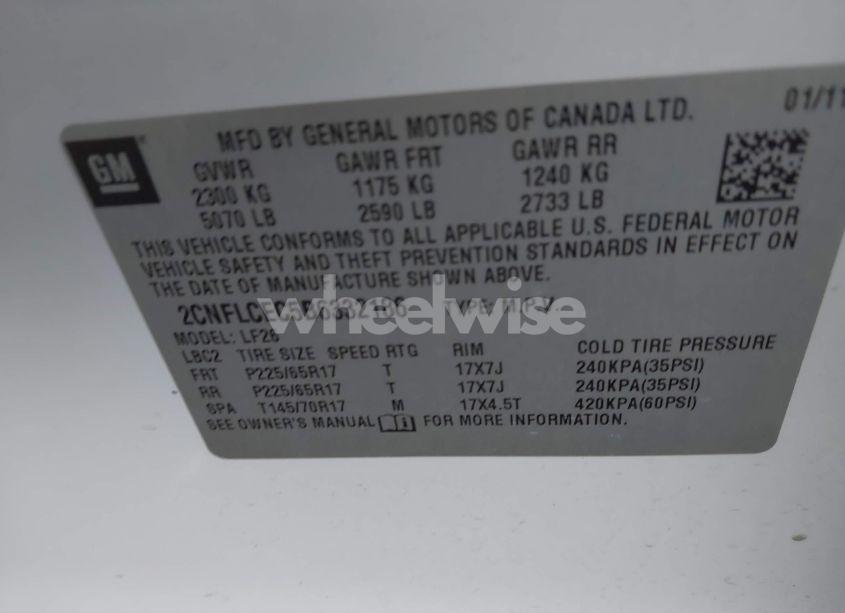 GM
MFD BY GENERAL MOTORS OF CANADA LTD. 01/11
GVWR GAWR FRT GAWR RR
2300 KG 1175 KG 1240 KG
5070 LB 2590 LB 2733 LB
THIS VEHICLE CONFORMS TO ALL APPLICABLE U.S. FEDERAL MOTOR
VEHICLE SAFETY AND THEFT PREVENTION STANDARDS IN EFFECT ON
THE DATE OF MANUFACTURE SHOWN ABOVE.
wheelwise
TYPE: M.P.V.
MODEL: LF26
LBC2 TIRE SIZE SPEED RTG RIM COLD TIRE PRESSURE
FRT P225/65R17 T 17X7J 240KPA(35PSI)
RR P225/65R17 T 17X7J 240KPA(35PSI)
SPA T145/70R17 M 17X4.5T 420KPA(60PSI)
SEE OWNER'S MANUAL FOR MORE INFORMATION.